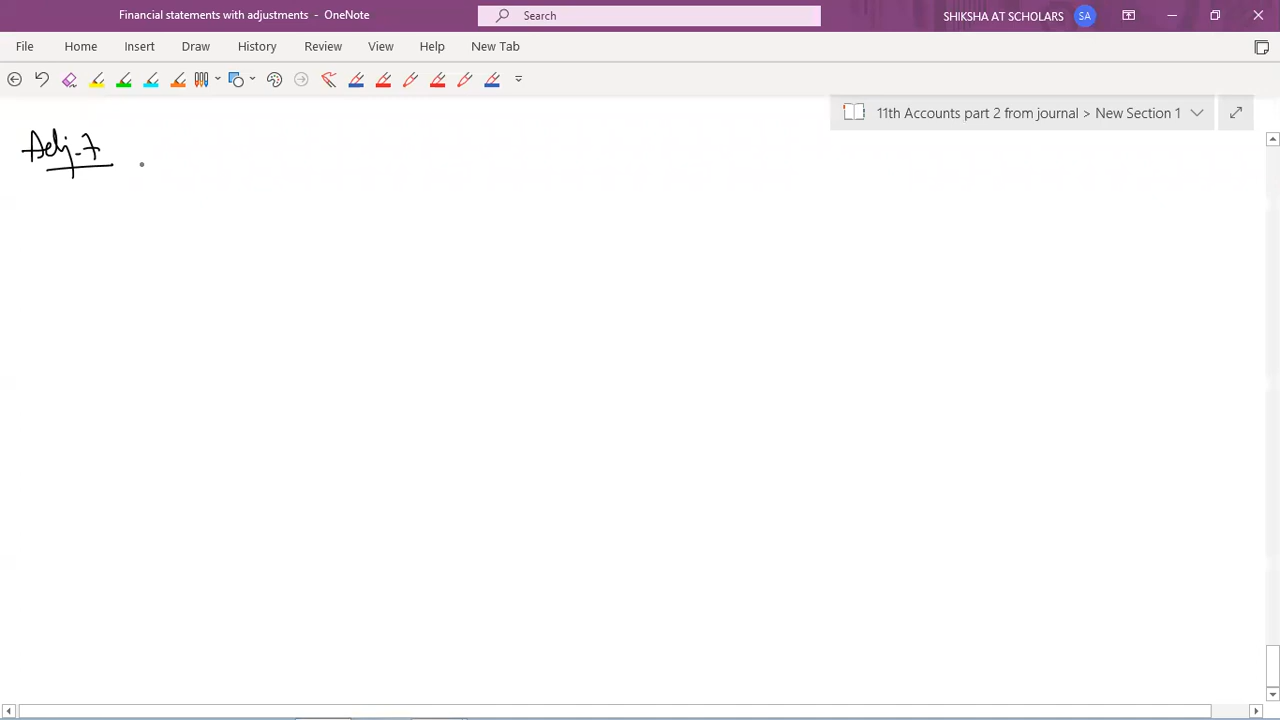 Financial statements with adjustments - OneNote
Search
SHIKSHA AT SCHOLARS
SA
File Home Insert Draw History Review View Help New Tab
11th Accounts part 2 from journal > New Section 1
Adj-7